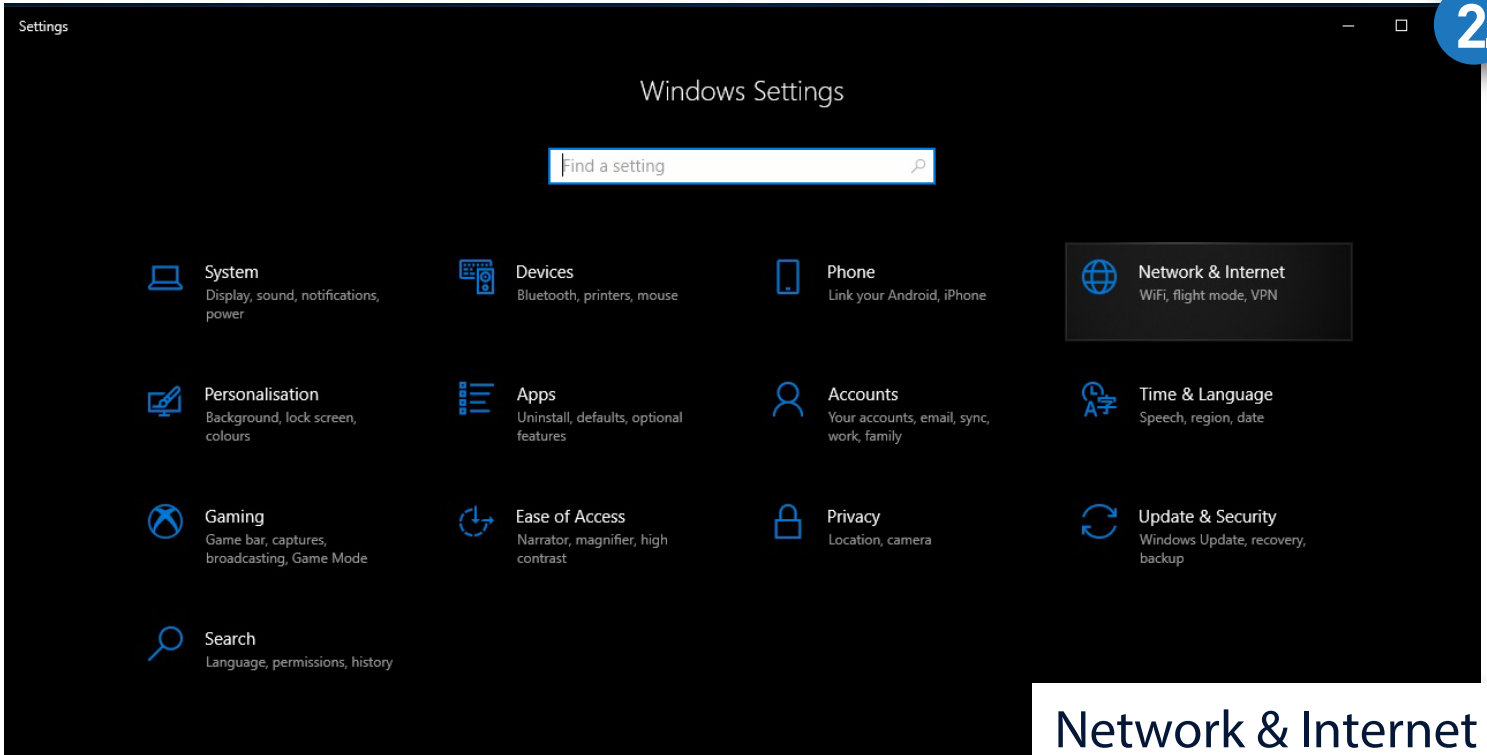 Settings
2
Windows Settings
Find a setting
System
Display, sound, notifications,
power
Devices
Bluetooth, printers, mouse
Phone
Link your Android, iPhone
Network & Internet
WiFi, flight mode, VPN
Personalisation
Background, lock screen,
colours
Apps
Uninstall, defaults, optional
features
Accounts
Your accounts, email, sync,
work, family
Time & Language
Speech, region, date
Gaming
Game bar, captures,
broadcasting, Game Mode
Ease of Access
Narrator, magnifier, high
contrast
Privacy
Location, camera
Update & Security
Windows Update, recovery,
backup
Search
Language, permissions, history
Network & Internet